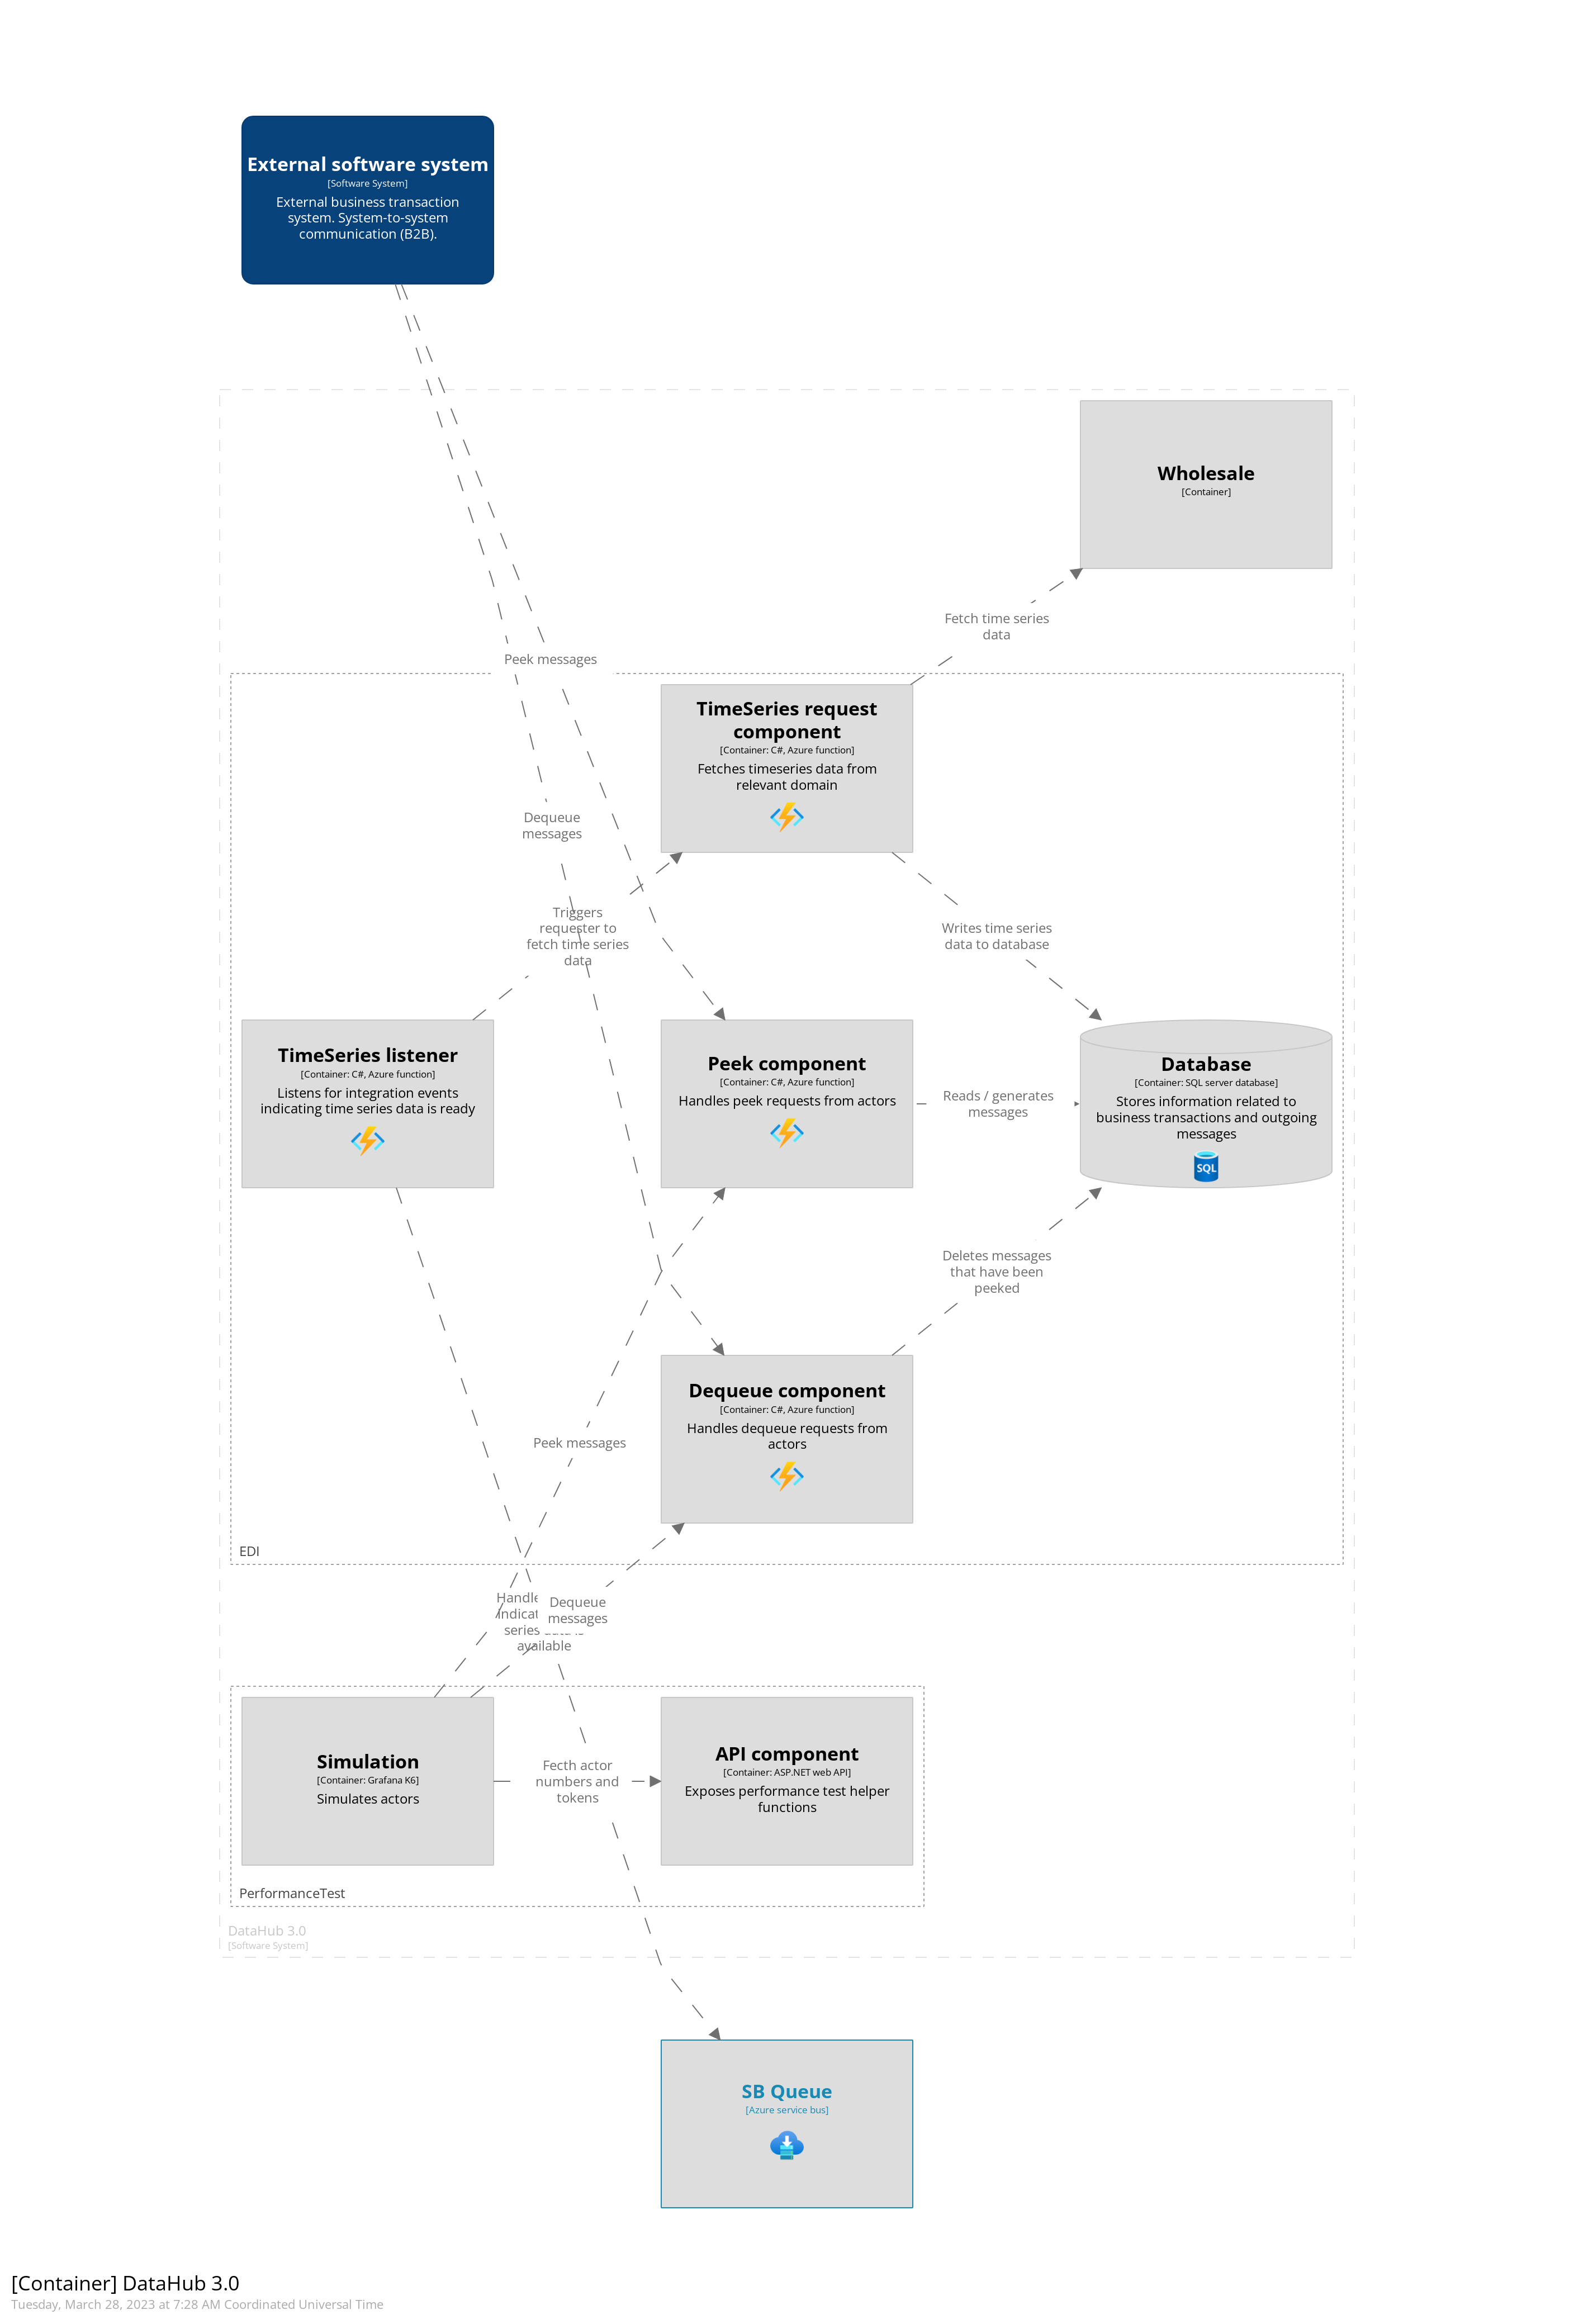 External software system
[Software System]
External business transaction
system. System-to-system
communication (B2B).
Wholesale
[Container]
Fetch time series
data
Peek messages
TimeSeries request
component
[Container: C#, Azure function]
Fetches timeseries data from
relevant domain
Dequeue
messages
Triggers
requester to
fetch time series
data
Writes time series
data to database
TimeSeries listener
[Container: C#, Azure function]
Listens for integration events
indicating time series data is ready
Peek component
[Container: C#, Azure function]
Handles peek requests from actors
Reads / generates
messages
Database
[Container: SQL server database]
Stores information related to
business transactions and outgoing
messages
SQL
Deletes messages
that have been
peeked
Dequeue component
[Container: C#, Azure function]
Handles dequeue requests from
actors
Peek messages
EDI
Dequeue
messages
series
available
Simulation
[Container: Grafana K6]
Simulates actors
Fecth actor
numbers and
tokens
API component
[Container: ASP.NET web API]
Exposes performance test helper
functions
PerformanceTest
DataHub 3.0
[Software System]
SB Queue
[Azure service bus]
[Container] DataHub 3.0
Tuesday, March 28, 2023 at 7:28 AM Coordinated Universal Time